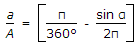 a/A = [π/360° - sin α/2π]